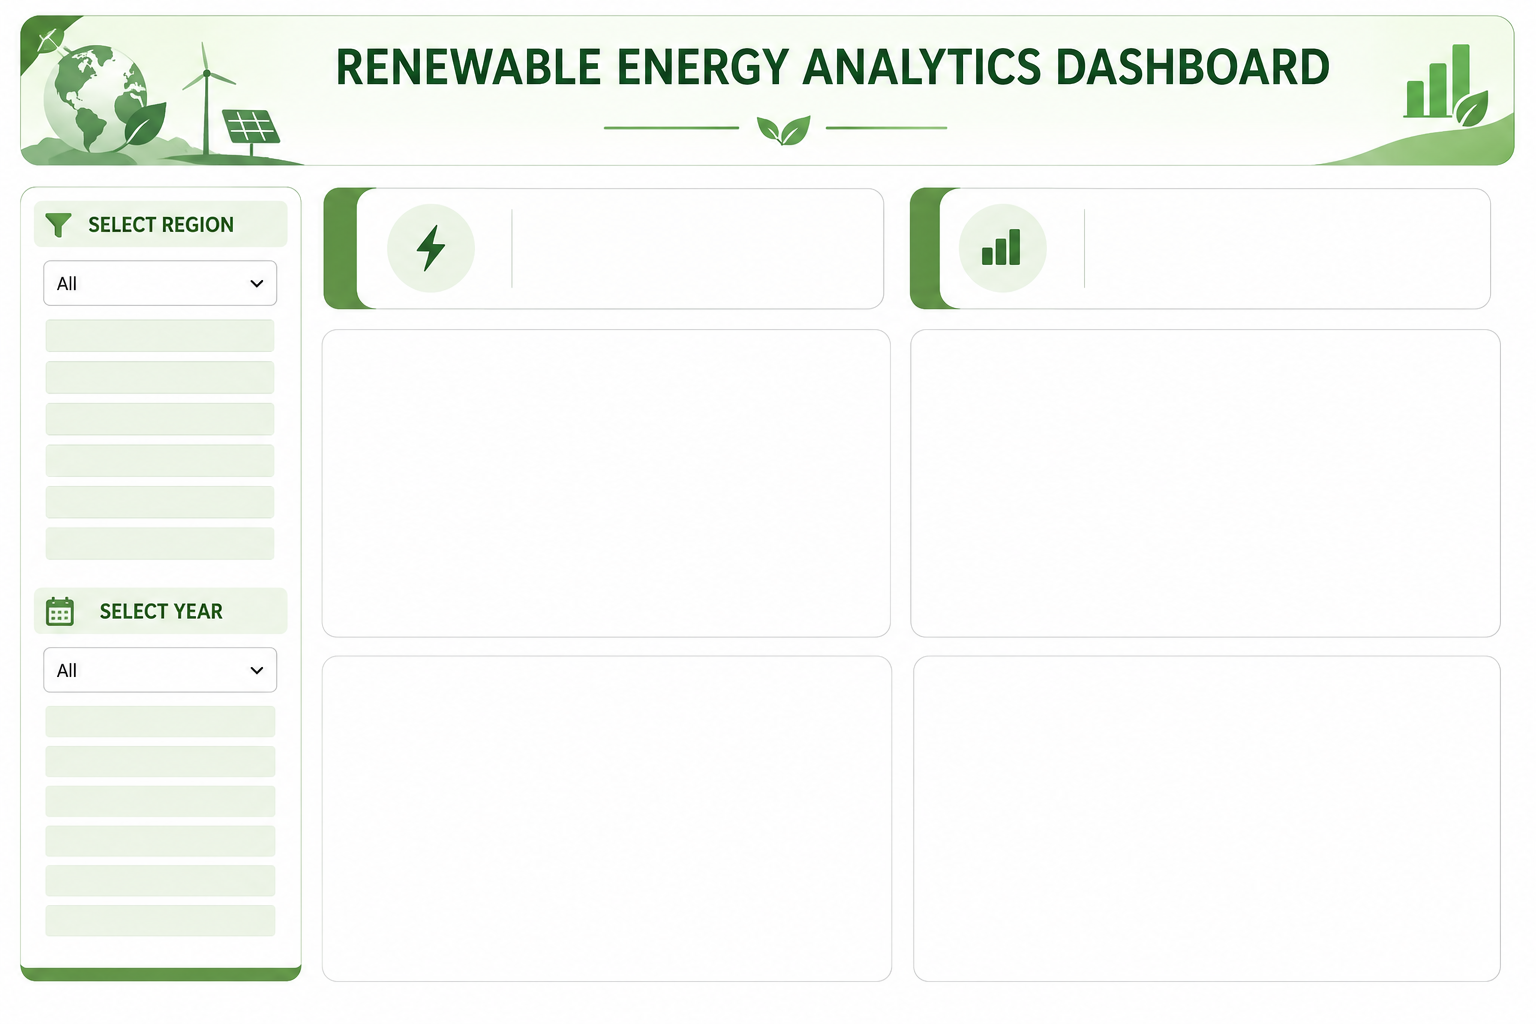 RENEWABLE ENERGY ANALYTICS DASHBOARD
SELECT REGION
All
SELECT YEAR
All